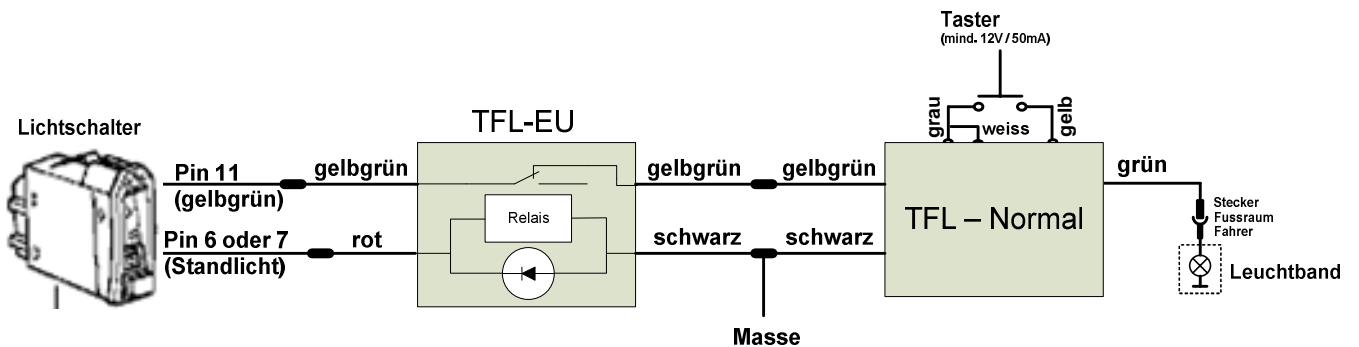 Taster
(mind. 12V / 50mA)
Lichtschalter
TFL-EU
grau
weiss
gelb
Pin 11
(gelbgrün)
gelbgrün
gelbgrün
gelbgrün
grün
Relais
TFL – Normal
Stecker
Fussraum
Fahrer
Pin 6 oder 7
(Standlicht)
rot
schwarz
schwarz
Leuchtband
Masse